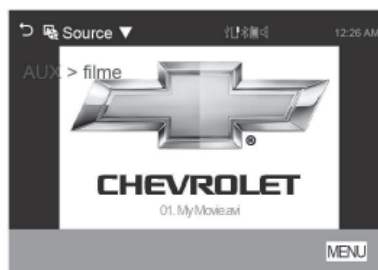 Source ▼ 12:26 AM
AUX > filme
CHEVROLET
01. My Movie.avi
MENU